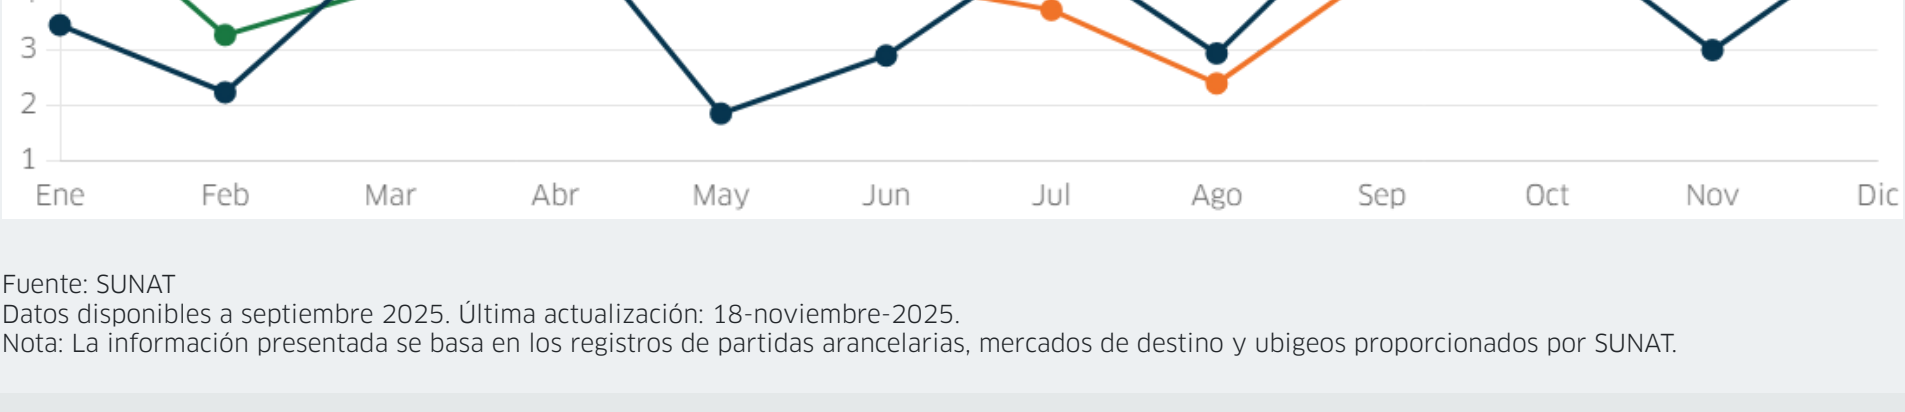 3
2
1
Ene Feb Mar Abr May Jun Jul Ago Sep Oct Nov Dic
Fuente: SUNAT
Datos disponibles a septiembre 2025. Última actualización: 18-noviembre-2025.
Nota: La información presentada se basa en los registros de partidas arancelarias, mercados de destino y ubigeos proporcionados por SUNAT.